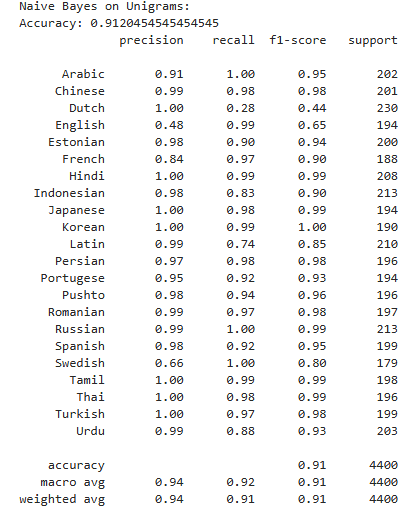 Naive Bayes on Unigrams:
Accuracy: 0.9120454545454545
precision recall f1-score support
Arabic 0.91 1.00 0.95 202
Chinese 0.99 0.98 0.98 201
Dutch 1.00 0.28 0.44 230
English 0.48 0.99 0.65 194
Estonian 0.98 0.90 0.94 200
French 0.84 0.97 0.90 188
Hindi 1.00 0.99 0.99 208
Indonesian 0.98 0.83 0.90 213
Japanese 1.00 0.98 0.99 194
Korean 1.00 0.99 1.00 190
Latin 0.99 0.74 0.85 210
Persian 0.97 0.98 0.98 196
Portugese 0.95 0.92 0.93 194
Pushto 0.98 0.94 0.96 196
Romanian 0.99 0.97 0.98 197
Russian 0.99 1.00 0.99 213
Spanish 0.98 0.92 0.95 199
Swedish 0.66 1.00 0.80 179
Tamil 1.00 0.99 0.99 198
Thai 1.00 0.98 0.99 196
Turkish 1.00 0.97 0.98 199
Urdu 0.99 0.88 0.93 203
accuracy 0.91 4400
macro avg 0.94 0.92 0.91 4400
weighted avg 0.94 0.91 0.91 4400